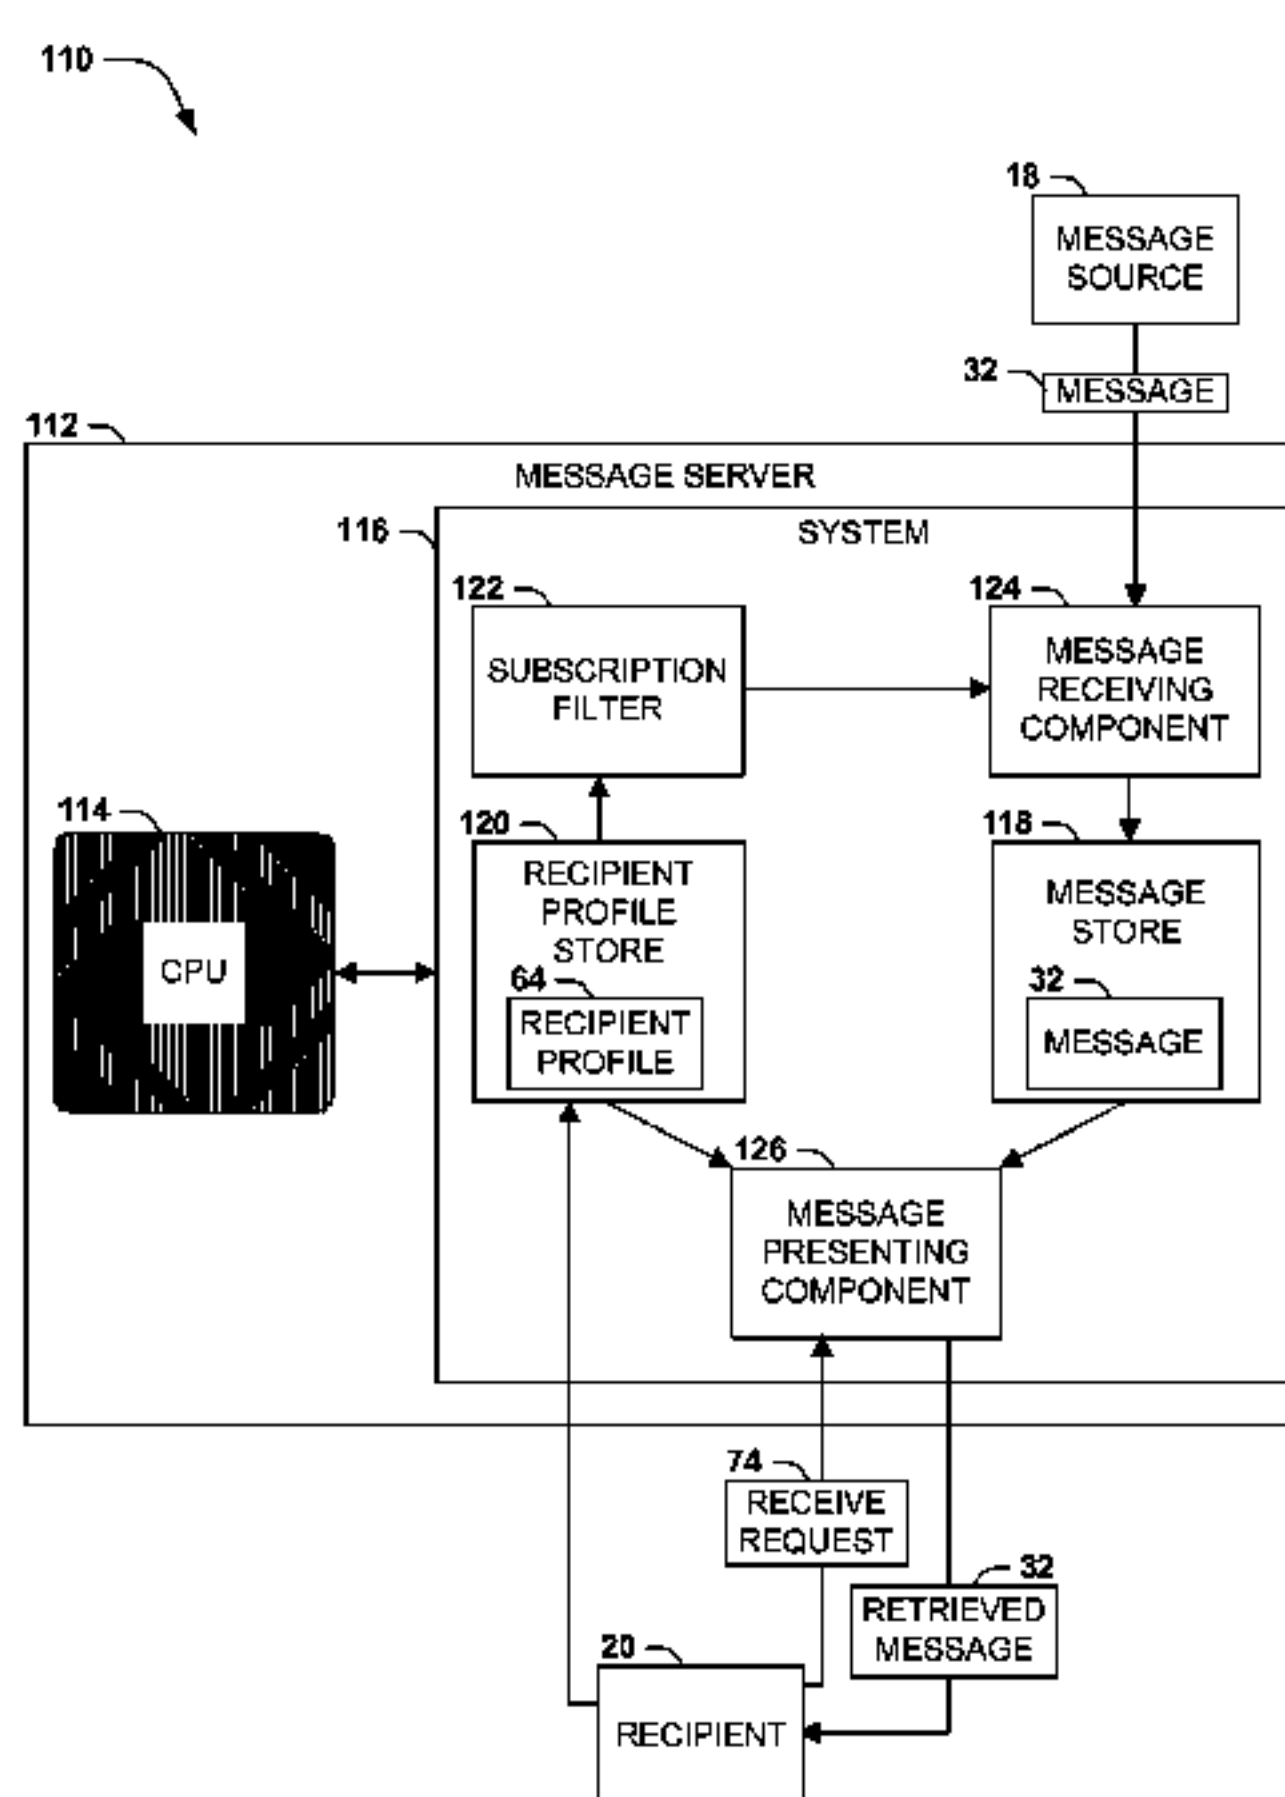 110
18
MESSAGE
SOURCE
32
MESSAGE
112
MESSAGE SERVER
116
SYSTEM
122
SUBSCRIPTION
FILTER
124
MESSAGE
RECEIVING
COMPONENT
114
CPU
120
RECIPIENT
PROFILE
STORE
64
RECIPIENT
PROFILE
118
MESSAGE
STORE
32
MESSAGE
126
MESSAGE
PRESENTING
COMPONENT
74
RECEIVE
REQUEST
32
RETRIEVED
MESSAGE
20
RECIPIENT